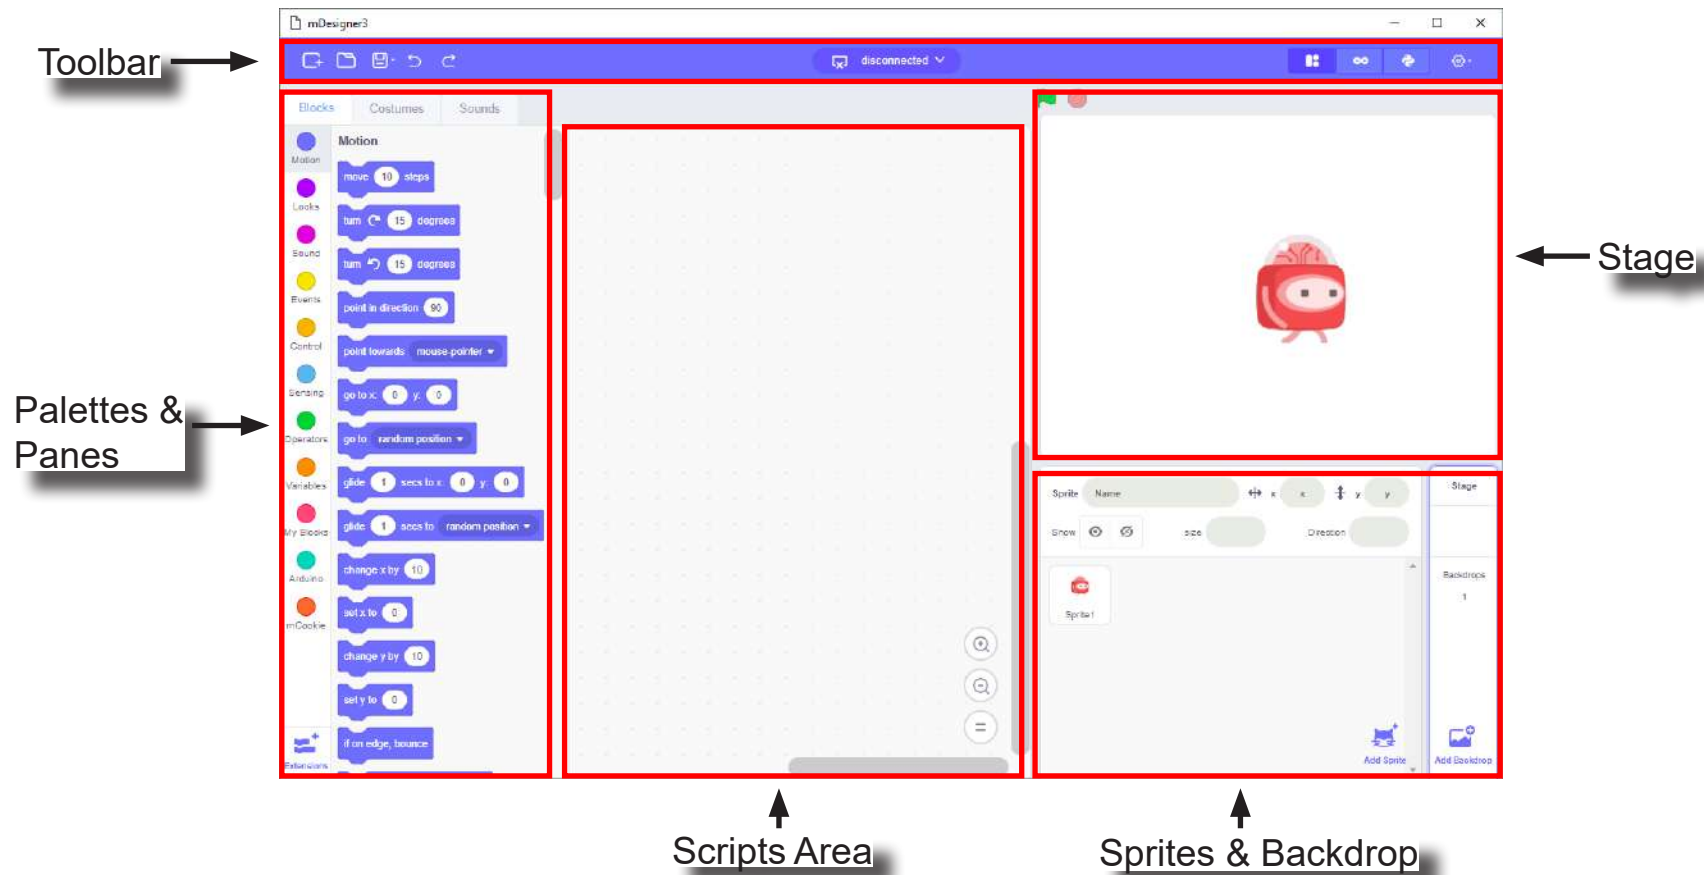 mDesigner3
Toolbar
disconnected
Blocks Costumes Sounds
Motion
Looks
Sound
Events
Control
Sensing
Operators
Variables
My Blocks
Arduino
mCookie
Extensions
Motion
move 10 steps
turn 15 degrees
turn 15 degrees
point in direction 90
point towards mouse-pointer
go to x: 0 y: 0
go to random position
glide 1 secs to x: 0 y: 0
glide 1 secs to random position
change x by 10
set x to 0
change y by 10
set y to 0
if on edge, bounce
Stage
Palettes &
Panes
Sprite Name x x y y
Show size Direction
Sprite1
Add Sprite
Stage
Backdrops
1
Add Backdrop
Scripts Area
Sprites & Backdrop